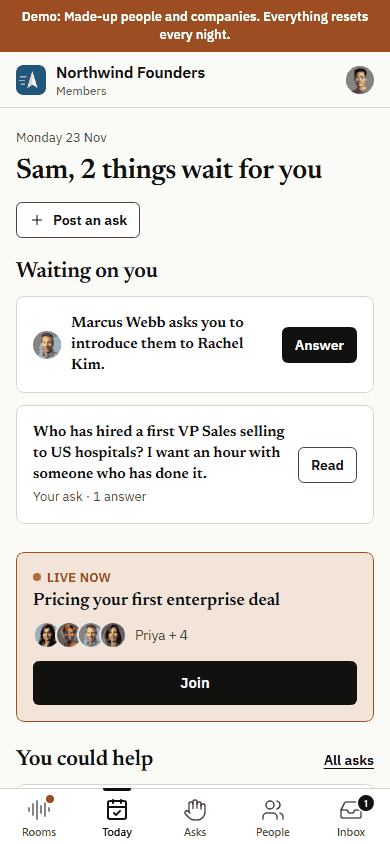 Demo: Made-up people and companies. Everything resets
every night.
Northwind Founders
Members
Monday 23 Nov
Sam, 2 things wait for you
Post an ask
Waiting on you
Marcus Webb asks you to
introduce them to Rachel
Kim.
Answer
Who has hired a first VP Sales selling
to US hospitals? I want an hour with
someone who has done it.
Your ask · 1 answer
Read
LIVE NOW
Pricing your first enterprise deal
Priya + 4
Join
You could help
All asks
1
Rooms
Today
Asks
People
Inbox